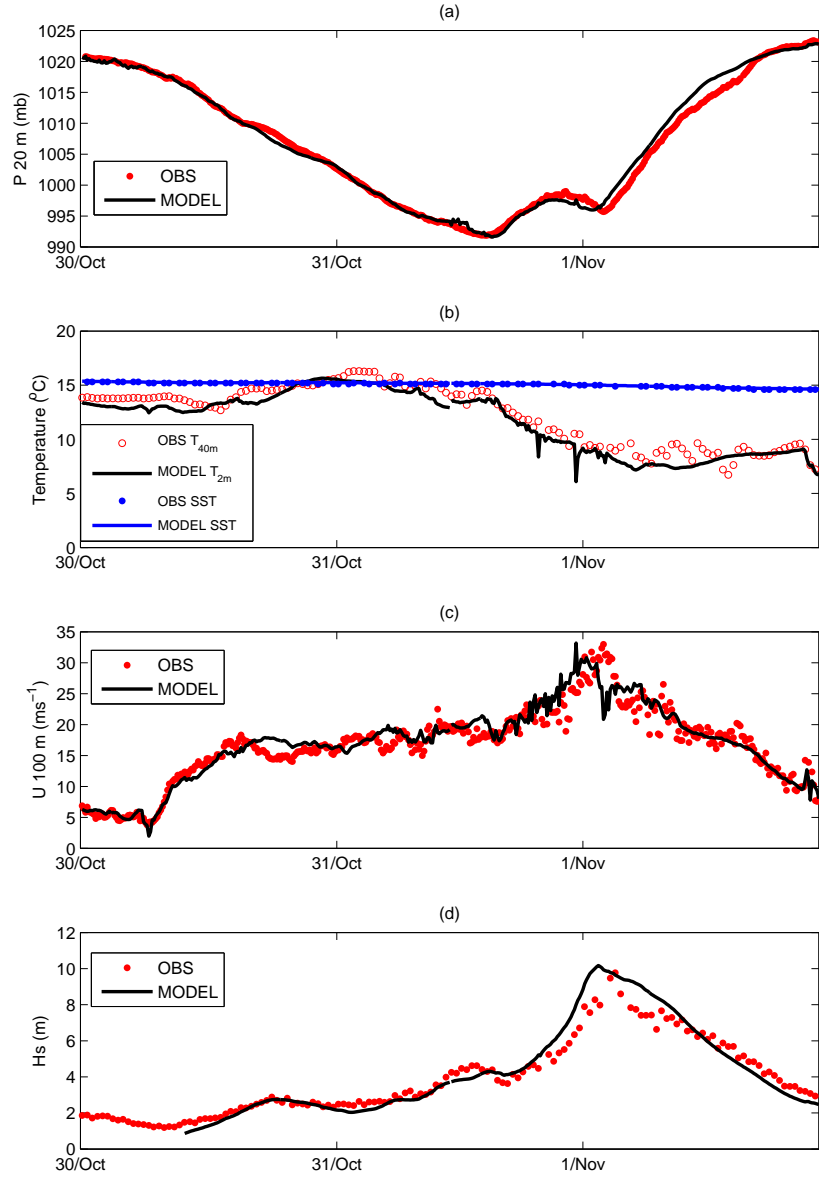 (a)
P 20 m (mb)
1025
1020
1015
1010
1005
1000
995
990
OBS
MODEL
30/Oct 31/Oct 1/Nov
(b)
Temperature (⁰C)
20
15
10
5
0
OBS T40m
MODEL T2m
OBS SST
MODEL SST
30/Oct 31/Oct 1/Nov
(c)
U 100 m (ms⁻¹)
35
30
25
20
15
10
5
0
OBS
MODEL
30/Oct 31/Oct 1/Nov
(d)
Hs (m)
12
10
8
6
4
2
0
OBS
MODEL
30/Oct 31/Oct 1/Nov